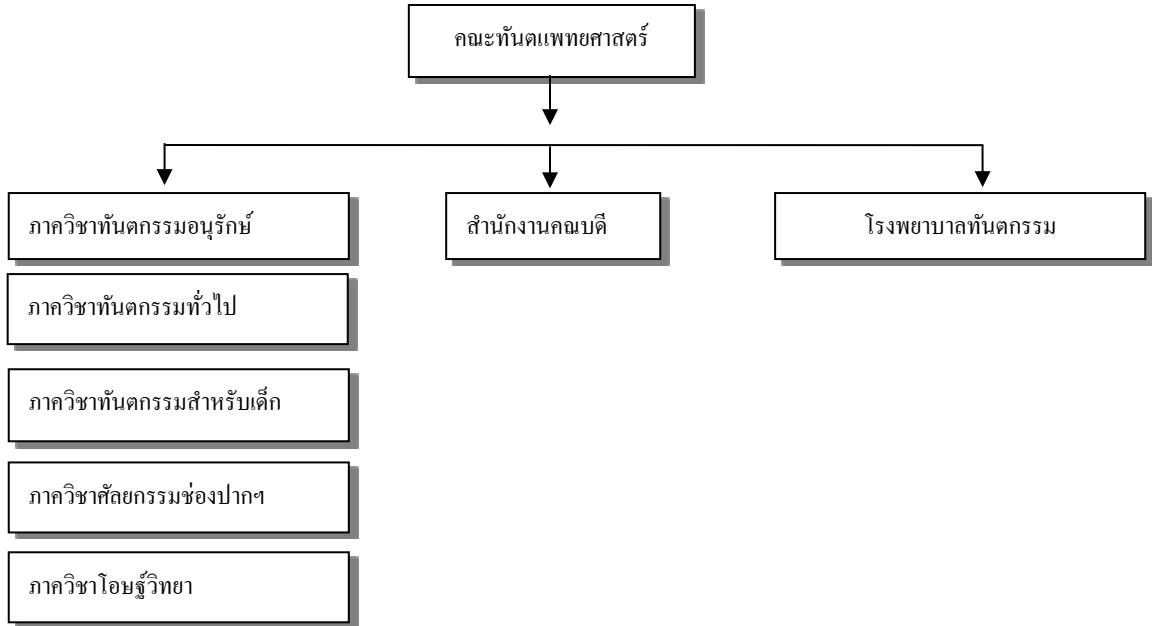 คณะทันตแพทยศาสตร์
ภาควิชาทันตกรรมอนุรักษ์
สำนักงานคณบดี
โรงพยาบาลทันตกรรม
ภาควิชาทันตกรรมทั่วไป
ภาควิชาทันตกรรมสำหรับเด็ก
ภาควิชาศัลยกรรมช่องปากฯ
ภาควิชาโอษฐ์วิทยา